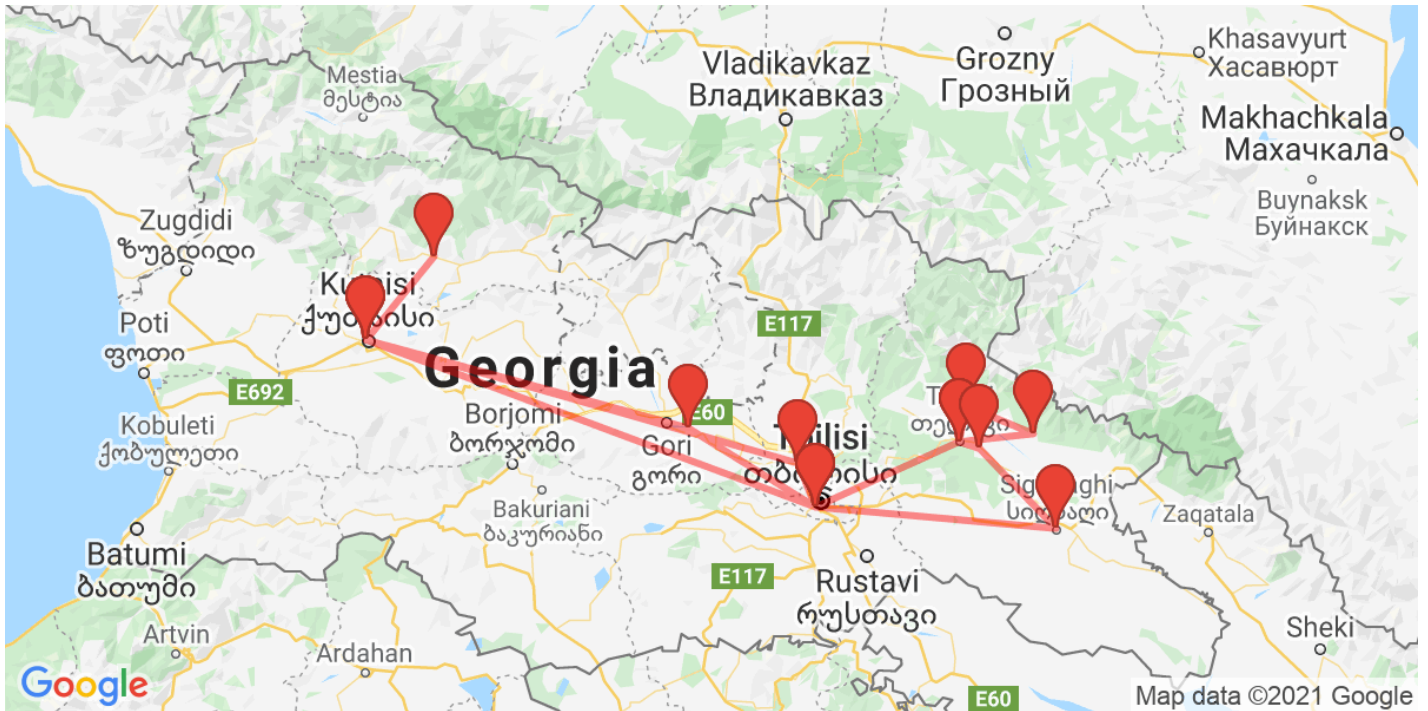 Mestia
მესტია
Vladikavkaz
Владикавказ
Grozny
Грозный
Khasavyurt
Хасавюрт
Makhachkala
Махачкала
Buynaksk
Буйнакск
Zugdidi
ზუგდიდი
Poti
ფოთი
E692
Georgia
E117
E60
Borjomi
ბორჯომი
Gori
გორი
Kobuleti
ქობულეთი
Bakuriani
ბაკურიანი
Batumi
ბათუმი
Zaqatala
E117
Rustavi
რუსთავი
Artvin
Ardahan
Sheki
E60
Google
Map data ©2021 Google